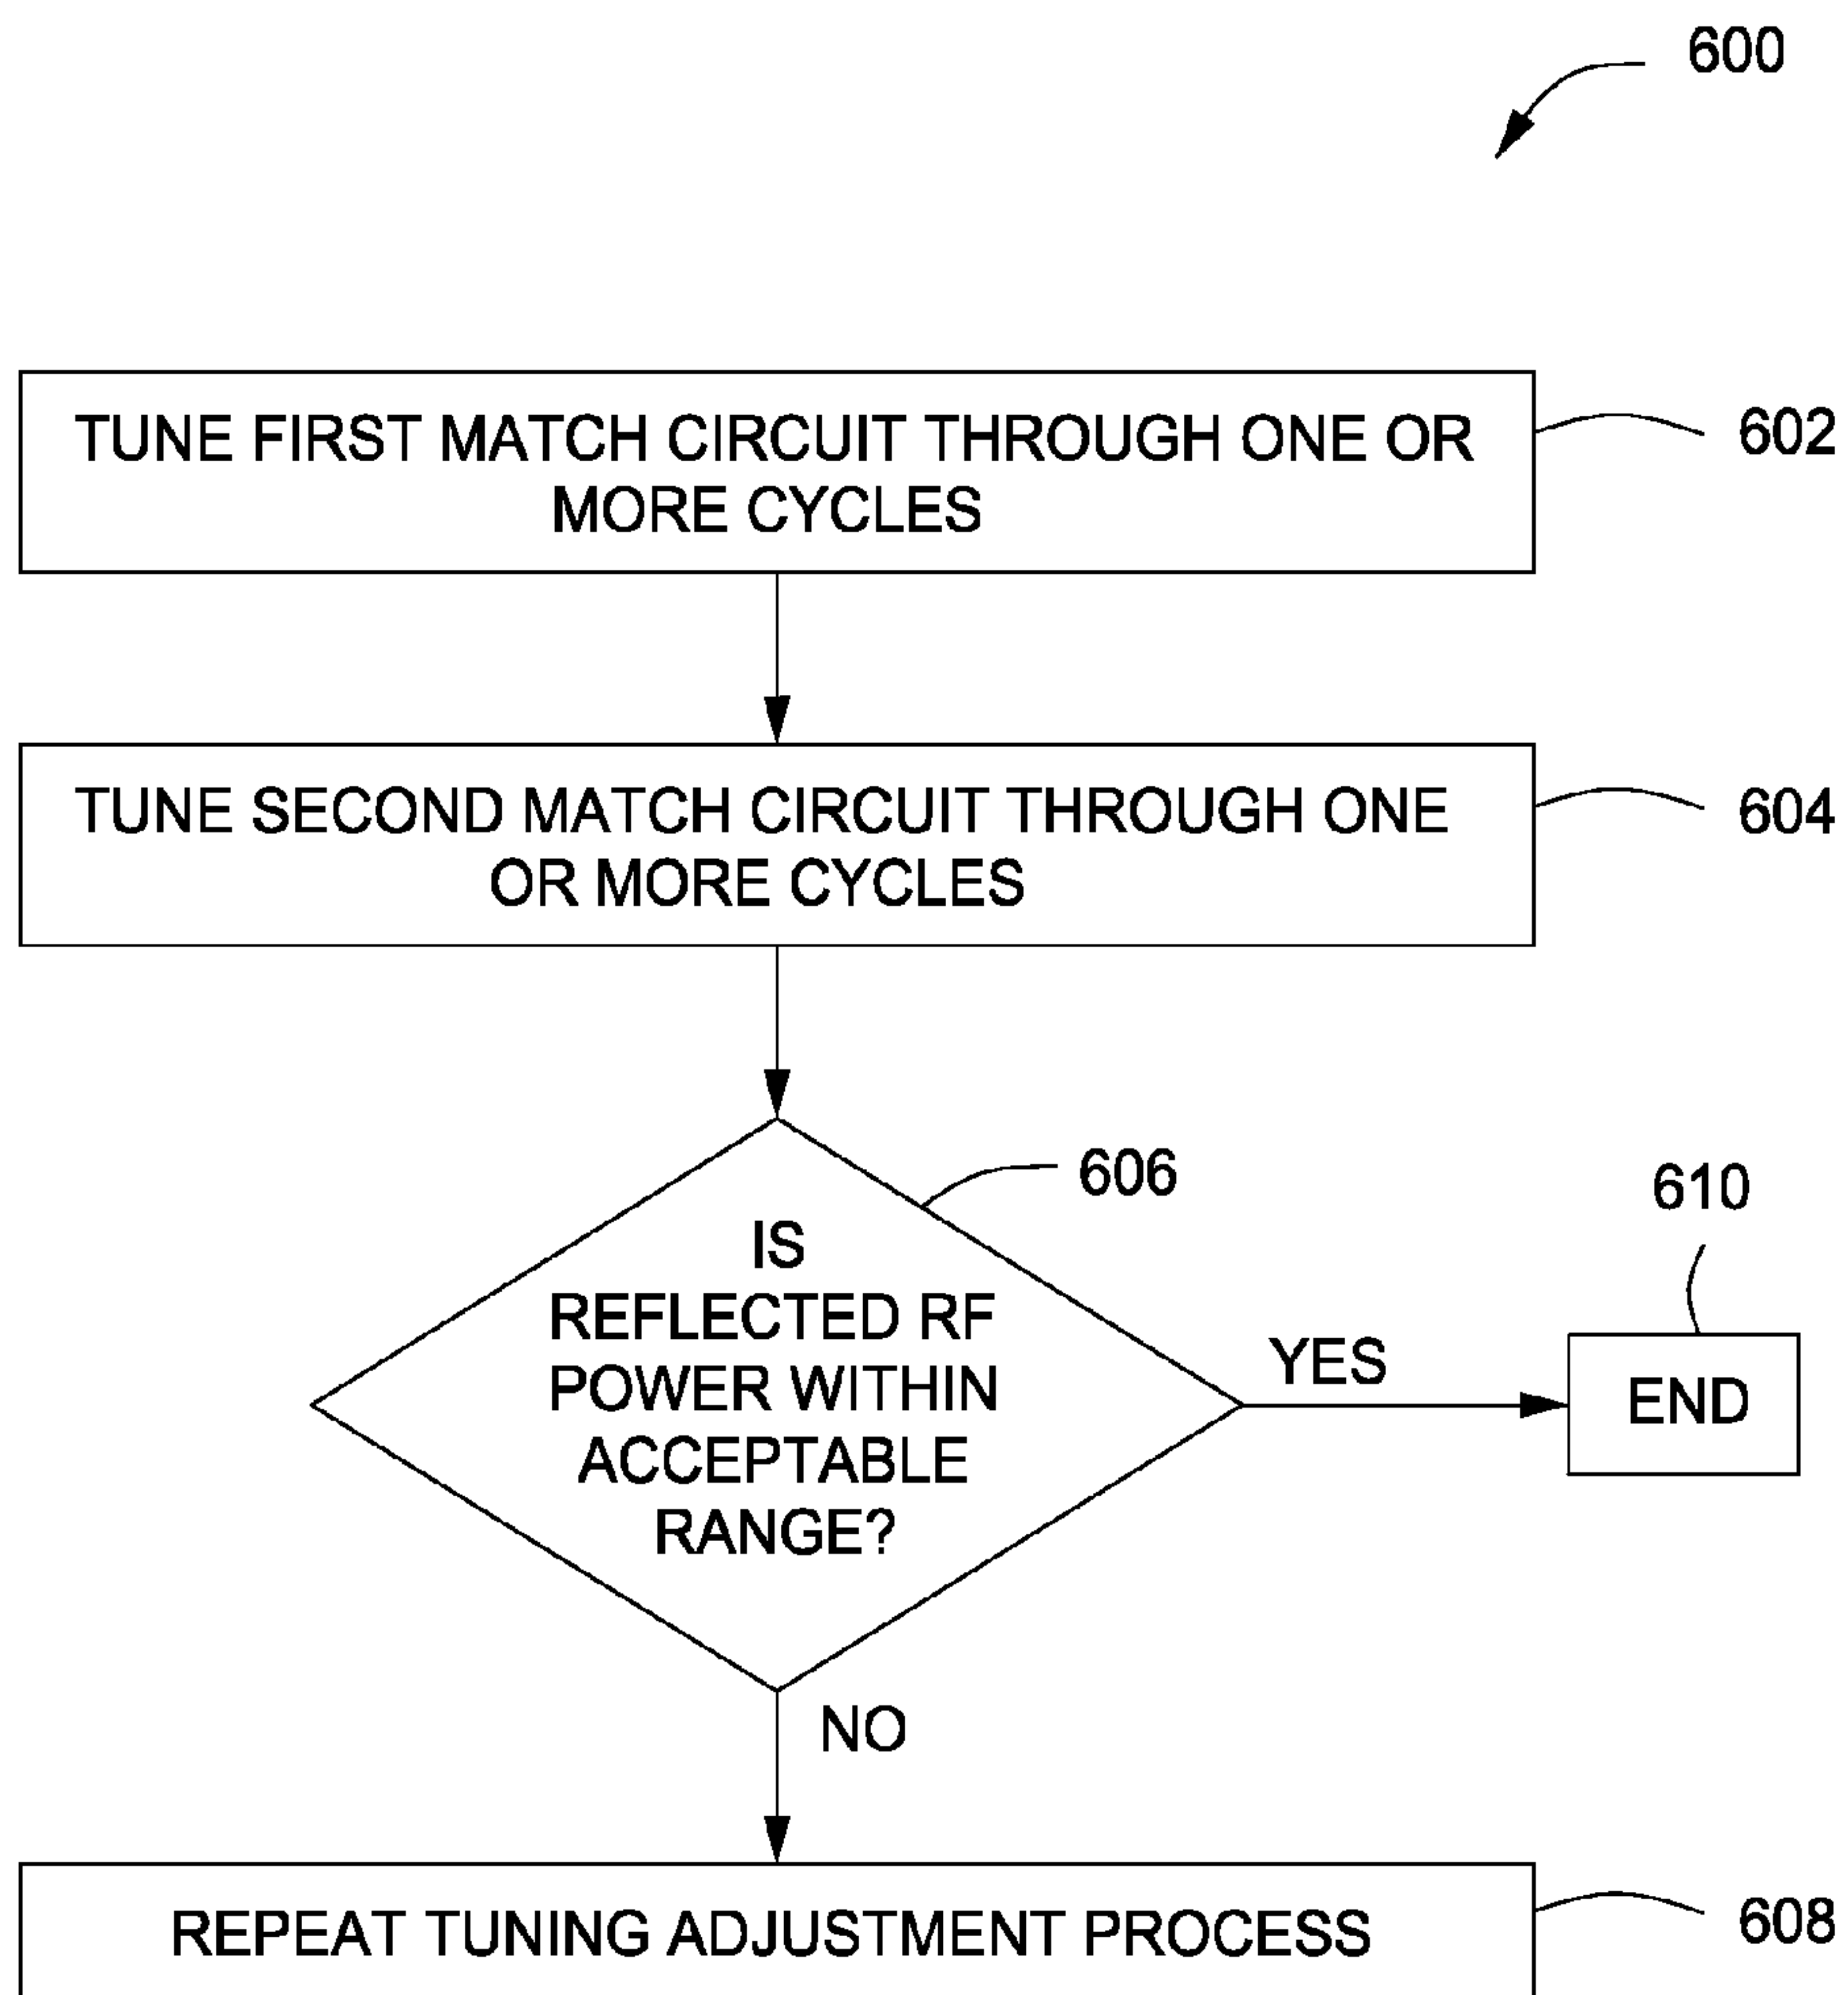 600
TUNE FIRST MATCH CIRCUIT THROUGH ONE OR
MORE CYCLES
602
TUNE SECOND MATCH CIRCUIT THROUGH ONE
OR MORE CYCLES
604
606
610
IS
REFLECTED RF
POWER WITHIN
ACCEPTABLE
RANGE?
YES
END
NO
REPEAT TUNING ADJUSTMENT PROCESS
608